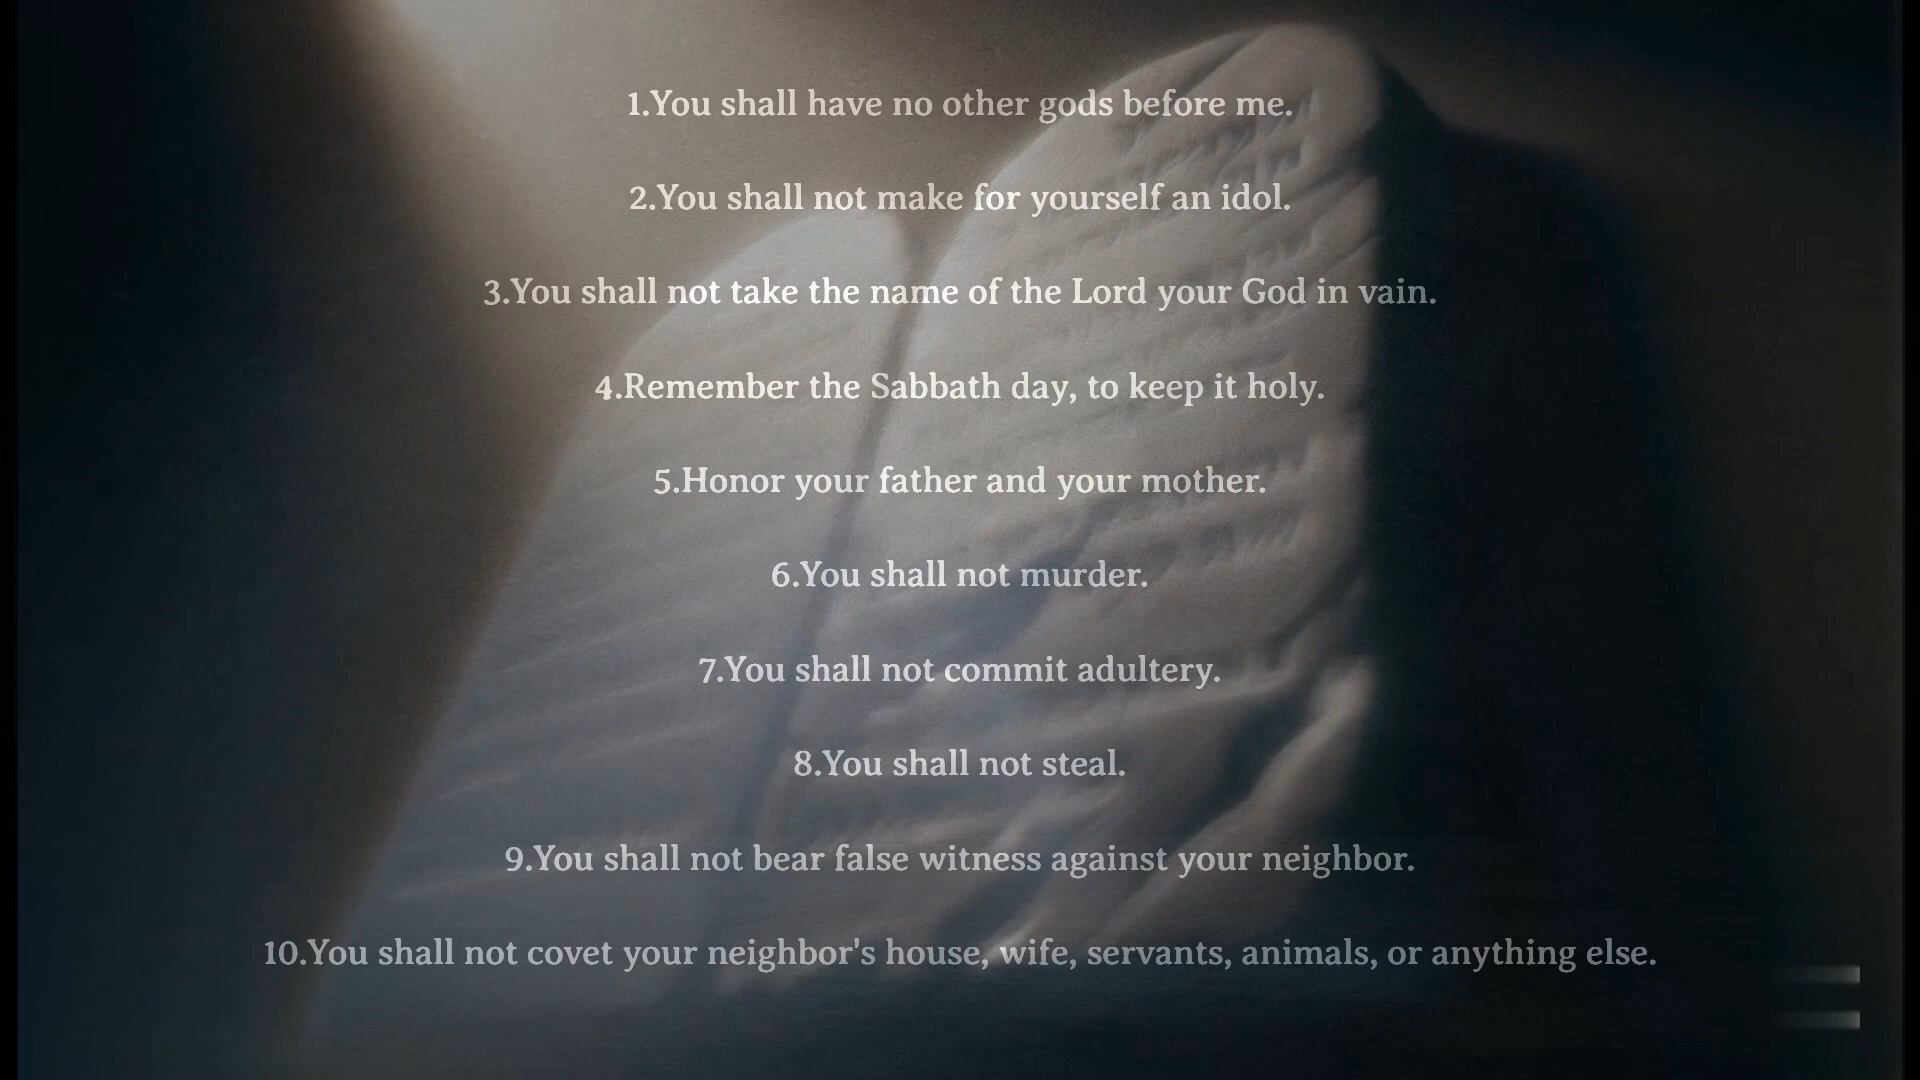 1.You shall have no other gods before me.
2.You shall not make for yourself an idol.
3.You shall not take the name of the Lord your God in vain.
4.Remember the Sabbath day, to keep it holy.
5.Honor your father and your mother.
6.You shall not murder.
7.You shall not commit adultery.
8.You shall not steal.
9.You shall not bear false witness against your neighbor.
10.You shall not covet your neighbor's house, wife, servants, animals, or anything else.